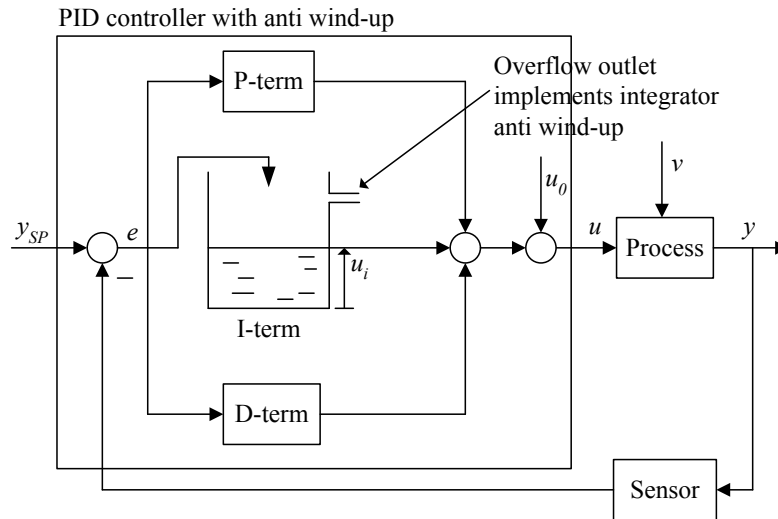 PID controller with anti wind-up
P-term
Overflow outlet
implements integrator
anti wind-up
u0
v
ySP
e
ui
u
Process
y
I-term
D-term
Sensor